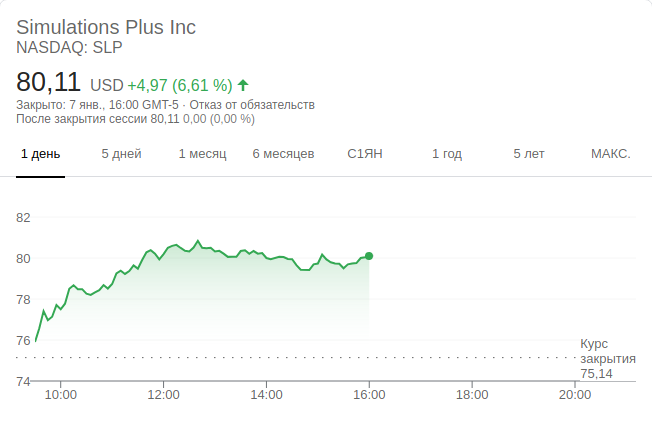 Simulations Plus Inc
NASDAQ: SLP
80,11 USD +4,97 (6,61 %)
Закрыто: 7 янв., 16:00 GMT-5 · Отказ от обязательств
После закрытия сессии 80,11 0,00 (0,00 %)
1 день 5 дней 1 месяц 6 месяцев С1ЯН 1 год 5 лет МАКС.
82
80
78
76
Курс
закрытия
75,14
74
10:00 12:00 14:00 16:00 18:00 20:00